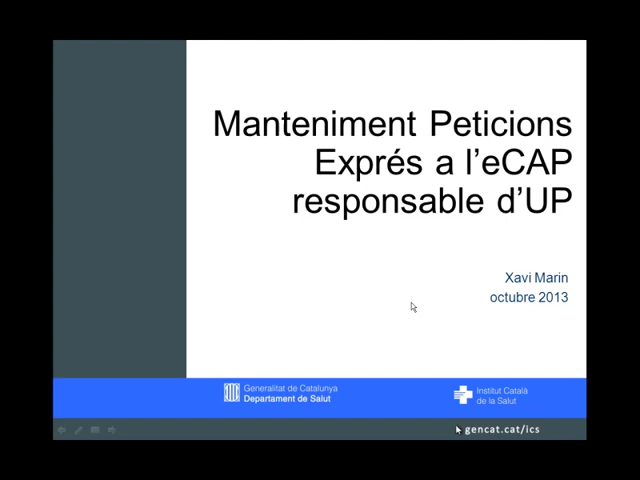 Manteniment Peticions
Exprés a l’eCAP
responsable d’UP
Xavi Marin
octubre 2013
Generalitat de Catalunya
Departament de Salut
Institut Català
de la Salut
gencat.cat/ics